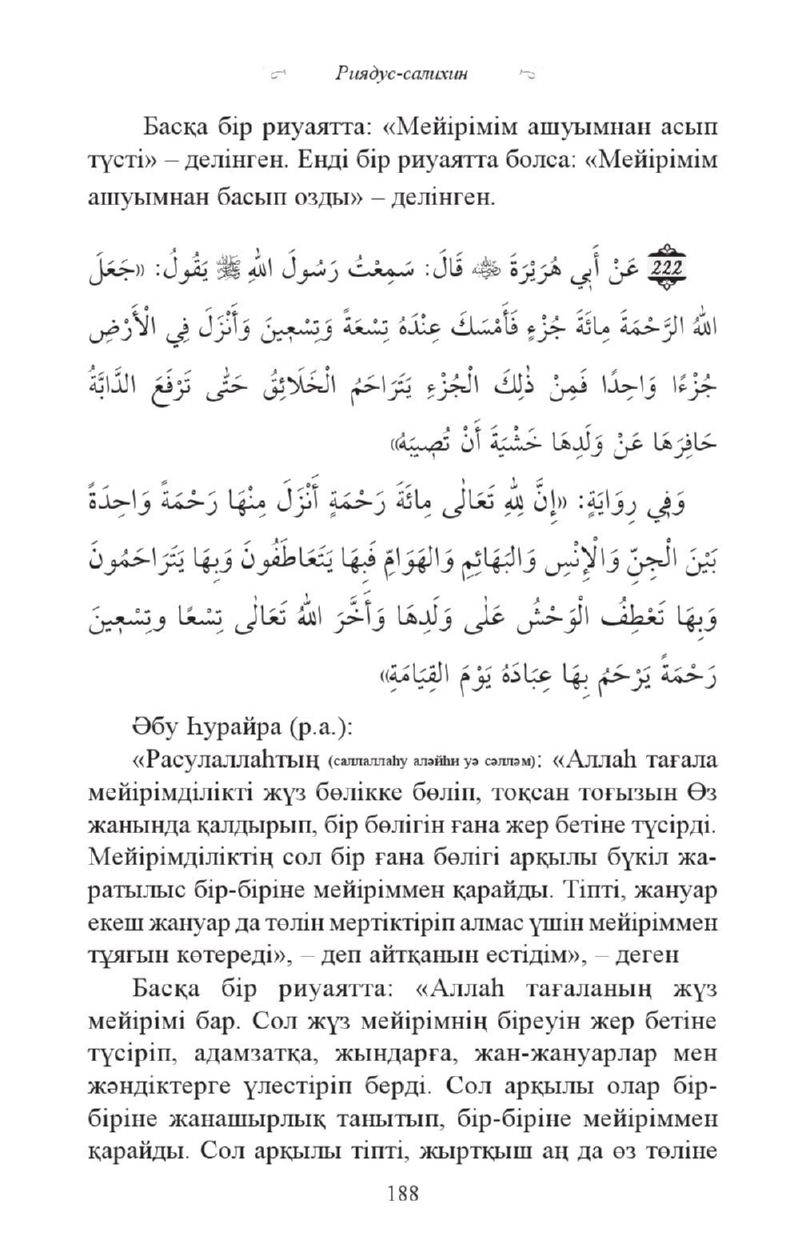 Риядус-салихин
Басқа бір риуаятта: «Мейірімім ашуымнан асып
түсті» – делінген. Енді бір риуаятта болса: «Мейірімім
ашуымнан басып озды» – делінген.
222 عَنْ أَبِي هُرَيْرَةَ ﷺ قَالَ: سَمِعْتُ رَسُولَ اللهِ ﷺ يَقُولُ: «جَعَلَ
اللهُ الرَّحْمَةَ مِائَةَ جُزْءٍ فَأَمْسَكَ عِنْدَهُ تِسْعَةً وَتِسْعِينَ وَأَنْزَلَ فِي الْأَرْضِ
جُزْءًا وَاحِدًا فَمِنْ ذٰلِكَ الْجُزْءِ يَتَرَاحَمُ الْخَلَائِقُ حَتّٰى تَرْفَعَ الدَّابَّةُ
حَافِرَهَا عَنْ وَلَدِهَا خَشْيَةَ أَنْ تُصِيبَهُ»
وَفِي رِوَايَةٍ: «إِنَّ لِلّٰهِ تَعَالٰى مِائَةَ رَحْمَةٍ أَنْزَلَ مِنْهَا رَحْمَةً وَاحِدَةً
بَيْنَ الْجِنِّ وَالْإِنْسِ وَالبَهَائِمِ وَالهَوَامِّ فَبِهَا يَتَعَاطَفُونَ وَبِهَا يَتَرَاحَمُونَ
وَبِهَا تَعْطِفُ الْوَحْشُ عَلٰى وَلَدِهَا وَأَخَّرَ اللهُ تَعَالٰى تِسْعًا وتِسْعِينَ
رَحْمَةً يَرْحَمُ بِهَا عِبَادَهُ يَوْمَ القِيَامَةِ»
Әбу Һурайра (р.а.):
«Расулаллаһтың (саллаллаһу аләйһи уә сәлләм): «Аллаһ тағала
мейірімділікті жүз бөлікке бөліп, тоқсан тоғызын Өз
жанында қалдырып, бір бөлігін ғана жер бетіне түсірді.
Мейірімділіктің сол бір ғана бөлігі арқылы бүкіл жа-
ратылыс бір-біріне мейіріммен қарайды. Тіпті, жануар
екеш жануар да төлін мертіктіріп алмас үшін мейіріммен
тұяғын көтереді», – деп айтқанын естідім», – деген
Басқа бір риуаятта: «Аллаһ тағаланың жүз
мейірімі бар. Сол жүз мейірімнің біреуін жер бетіне
түсіріп, адамзатқа, жындарға, жан-жануарлар мен
жәндіктерге үлестіріп берді. Сол арқылы олар бір-
біріне жанашырлық танытып, бір-біріне мейіріммен
қарайды. Сол арқылы тіпті, жыртқыш аң да өз төліне
188